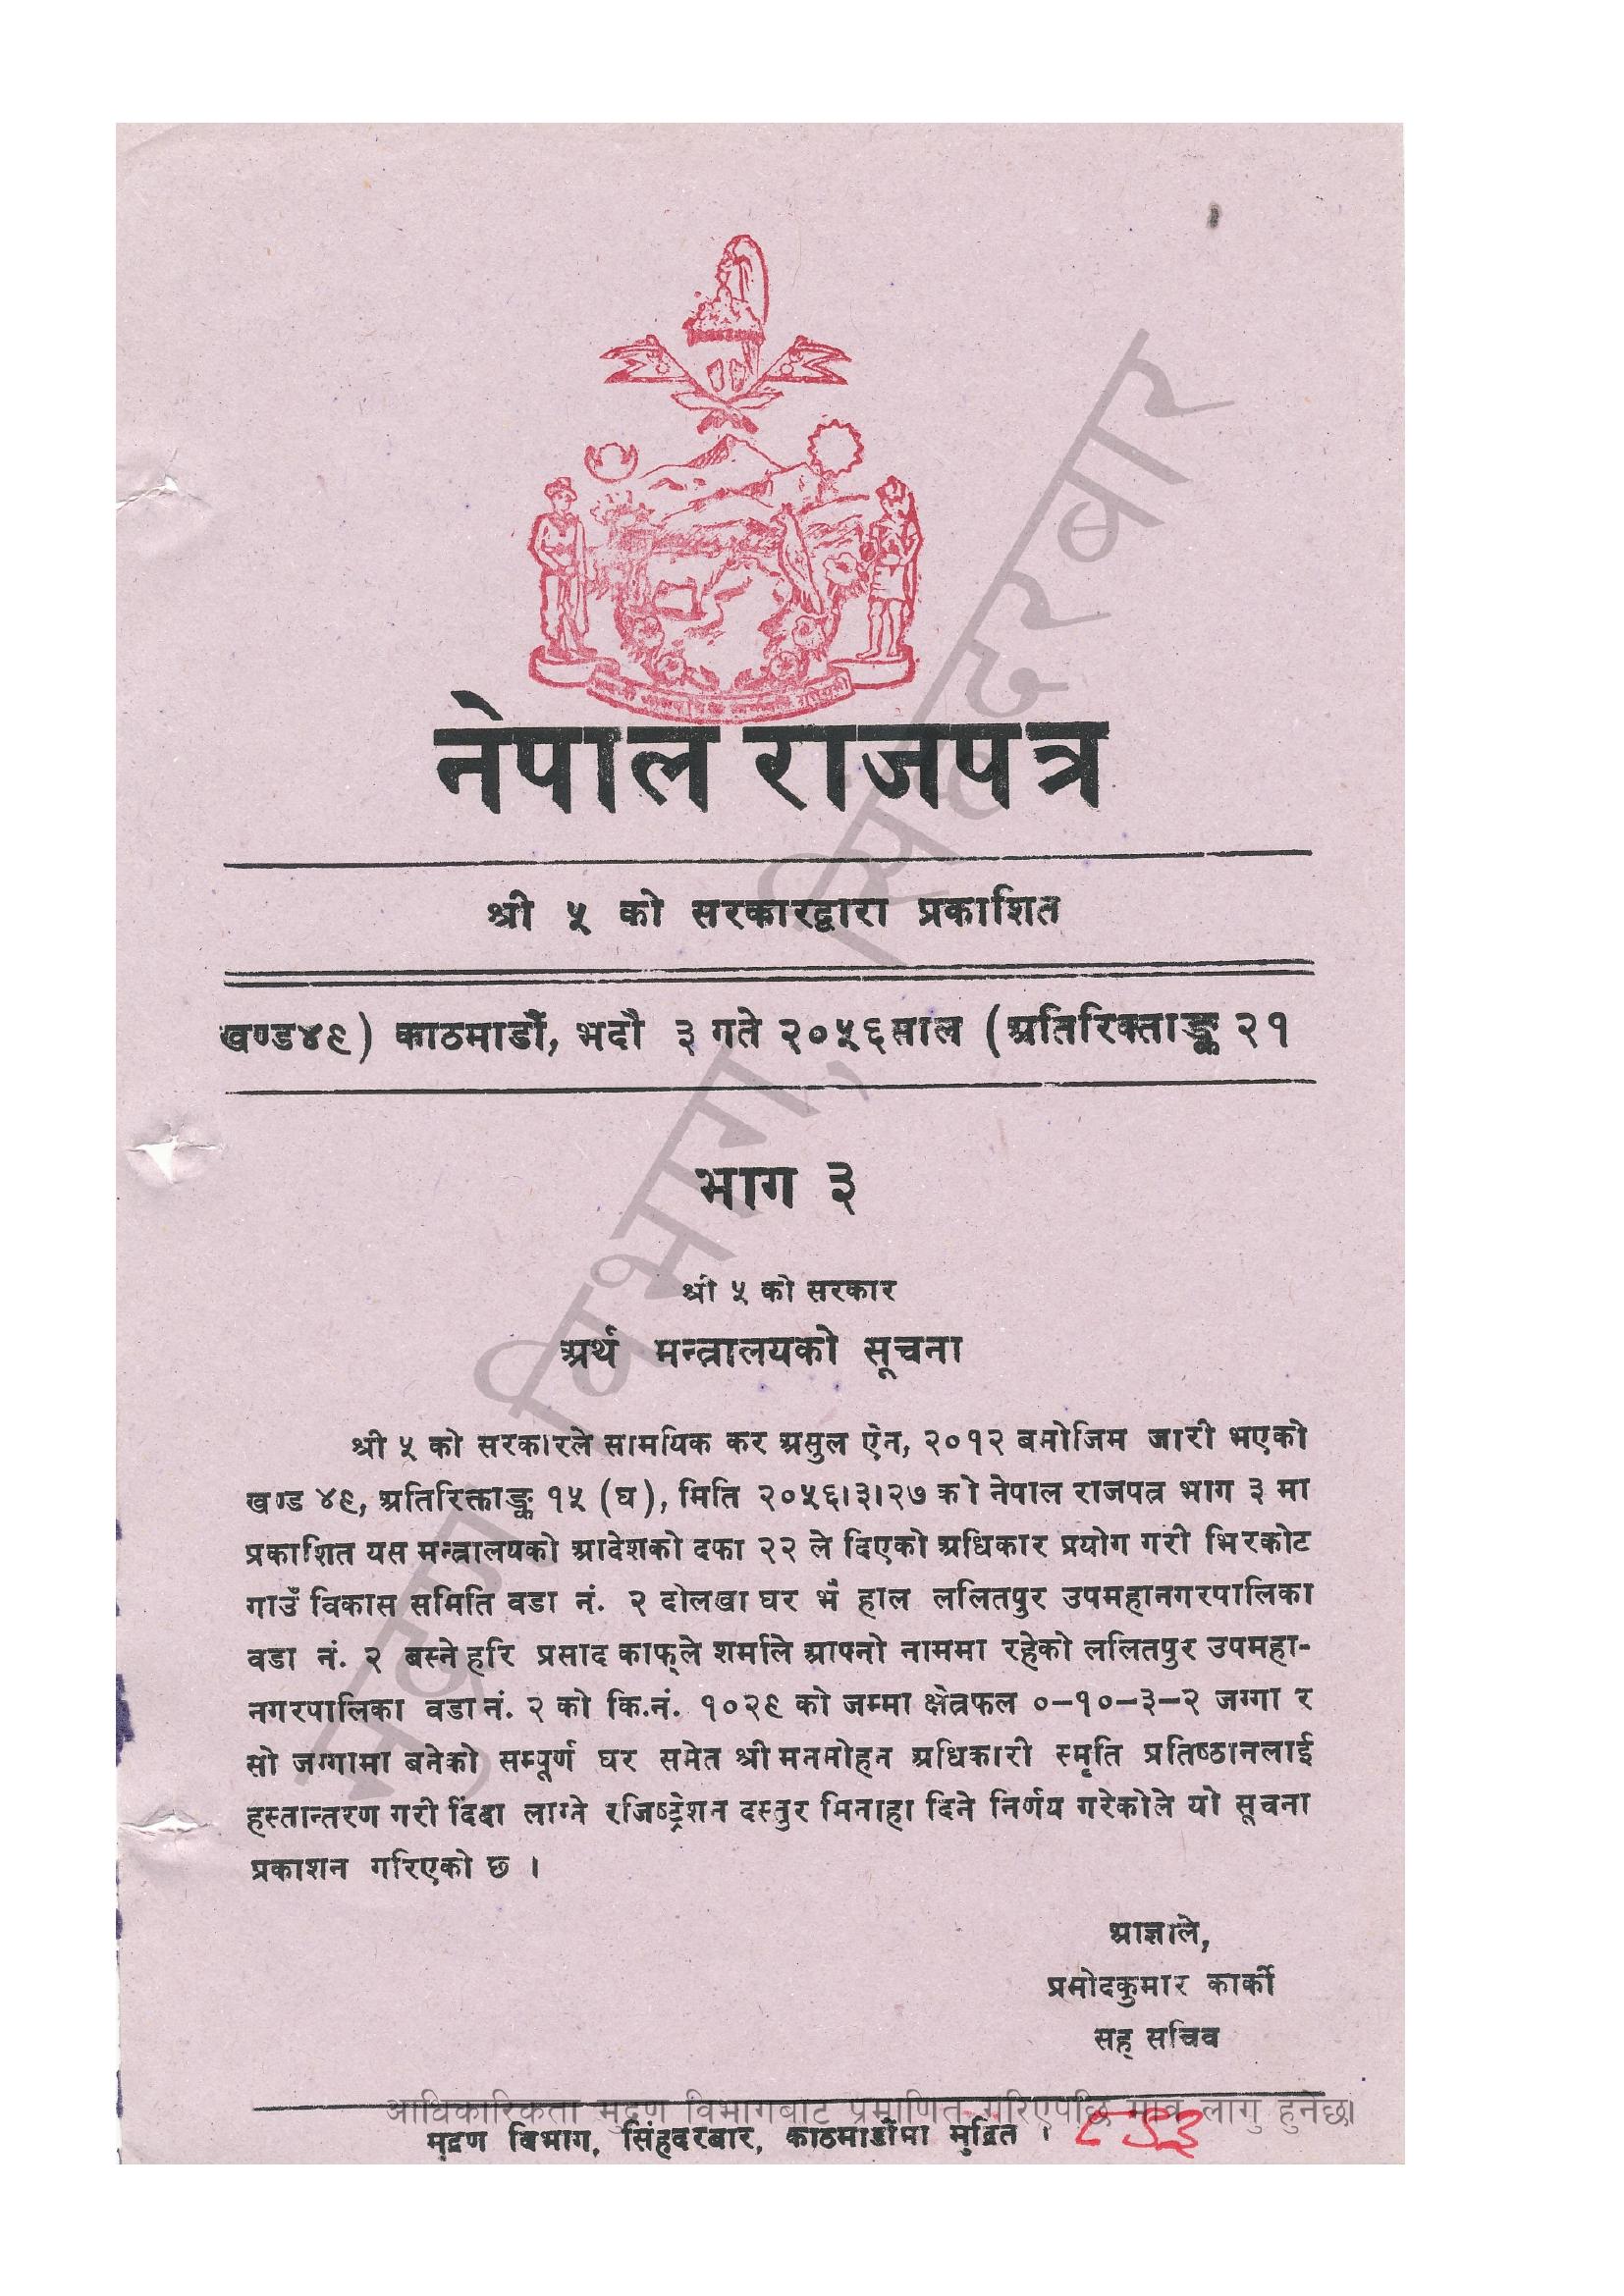 नेपाल राजपत्र
श्री ५ को सरकारद्वारा प्रकाशित
खण्ड४९) काठमाडौँ, भदौ ३ गते २०५६ साल (अतिरिक्ताङ्क २१
भाग ३
श्री ५ को सरकार
अर्थ मन्त्रालयको सूचना
श्री ५ को सरकारले सामयिक कर असुल ऐन, २०१२ बमोजिम जारी भएको
खण्ड ४९, अतिरिक्ताङ्क १५ (घ), मिति २०५६।३।२७ को नेपाल राजपत्र भाग ३ मा
प्रकाशित यस मन्त्रालयको आदेशको दफा २२ ले दिएको अधिकार प्रयोग गरी भिरकोट
गाउँ विकास समिति वडा नं. २ दोलखा घर भै हाल ललितपुर उपमहानगरपालिका
वडा नं. २ बस्ने हरि प्रसाद काफ्ले शर्माले आफ्नो नाममा रहेको ललितपुर उपमहा-
नगरपालिका वडा नं. २ को कि.नं. १०२९ को जम्मा क्षेत्रफल ०-१०-३-२ जग्गा र
सो जग्गामा बनेको सम्पूर्ण घर समेत श्री मनमोहन अधिकारी स्मृति प्रतिष्ठानलाई
हस्तान्तरण गरी दिंदा लाग्ने रजिष्ट्रेशन दस्तुर मिनाहा दिने निर्णय गरेकोले यो सूचना
प्रकाशन गरिएको छ ।
आज्ञाले,
प्रमोदकुमार कार्की
सह् सचिव
आधिकारिकता मुद्रण विभागबाट प्रमाणित गरिएपछि मात्र लागु हुनेछ।
मुद्रण विभाग, सिंहदरबार, काठमाडौंमा मुद्रित ।
मुद्रण विभाग, सिंहदरबार